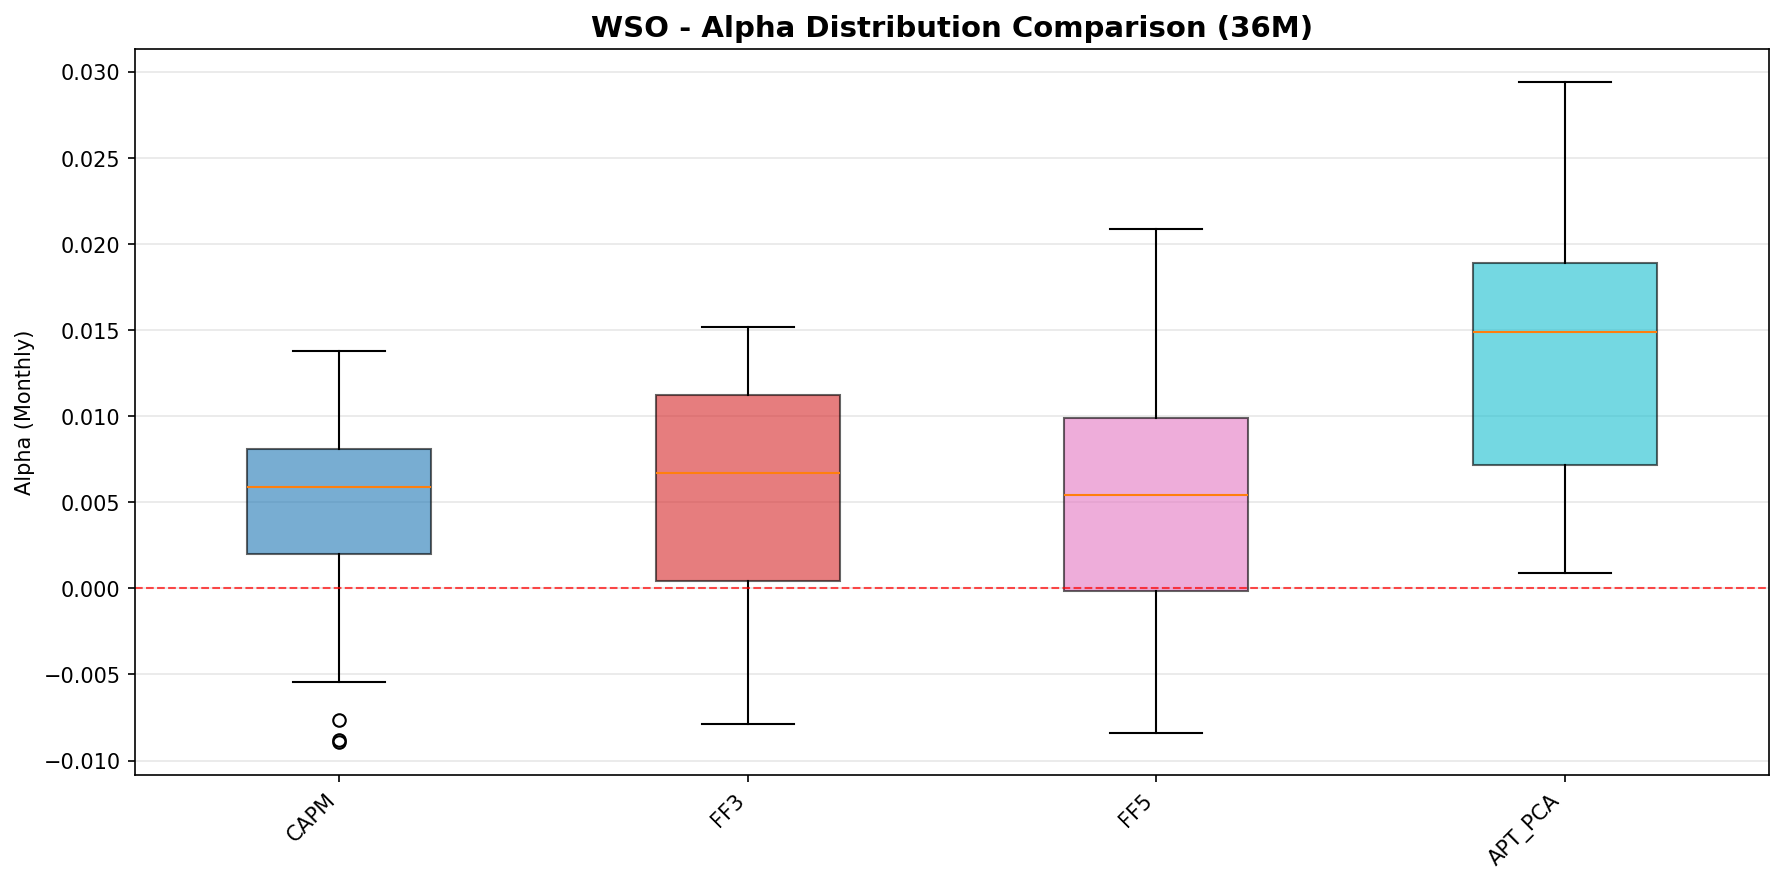 WSO - Alpha Distribution Comparison (36M)
Alpha (Monthly)
0.030
0.025
0.020
0.015
0.010
0.005
0.000
−0.005
−0.010
CAPM
FF3
FF5
APT_PCA